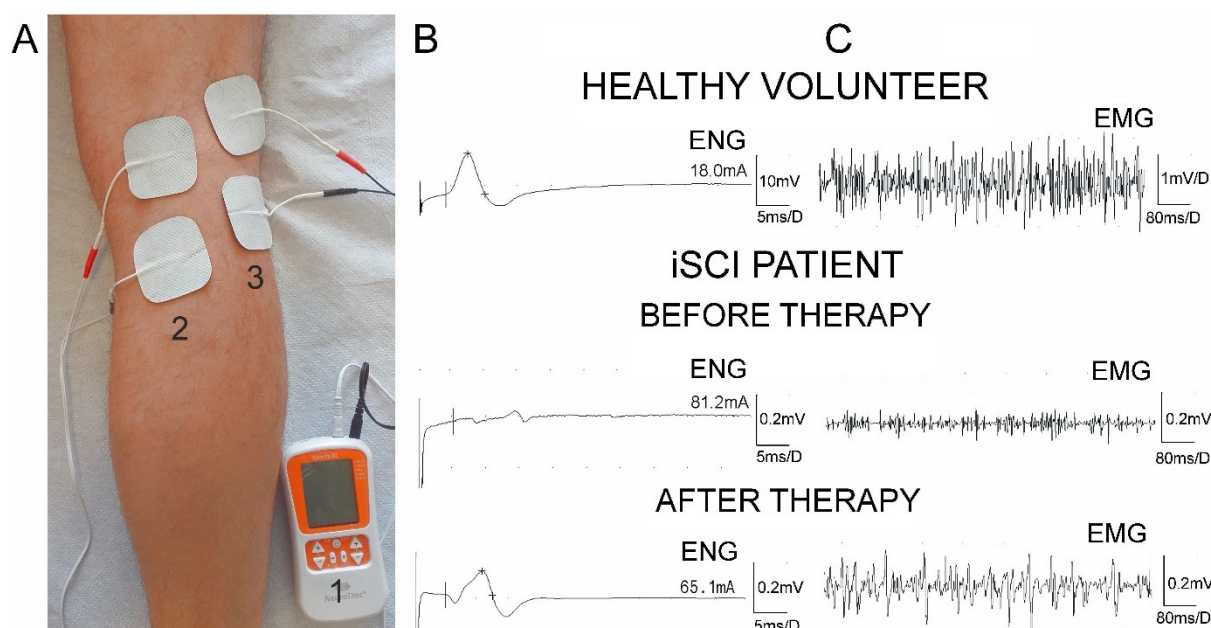 A
B
C
HEALTHY VOLUNTEER
ENG
EMG
18.0mA
10mV
1mV/D
5ms/D
80ms/D
iSCI PATIENT
BEFORE THERAPY
ENG
EMG
81.2mA
0.2mV
0.2mV
5ms/D
80ms/D
AFTER THERAPY
ENG
EMG
65.1mA
0.2mV
0.2mV
5ms/D
80ms/D
2
3
1
NeuroTrac™